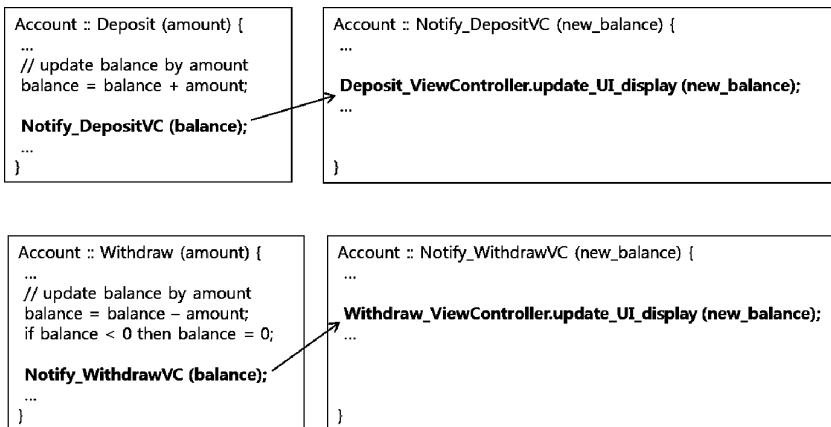 Account :: Deposit (amount) {
...
// update balance by amount
balance = balance + amount;
Notify_DepositVC (balance);
...
}
Account :: Notify_DepositVC (new_balance) {
...
Deposit_ViewController.update_UI_display (new_balance);
...
}
Account :: Withdraw (amount) {
...
// update balance by amount
balance = balance – amount;
if balance < 0 then balance = 0;
Notify_WithdrawVC (balance);
...
}
Account :: Notify_WithdrawVC (new_balance) {
...
Withdraw_ViewController.update_UI_display (new_balance);
...
}